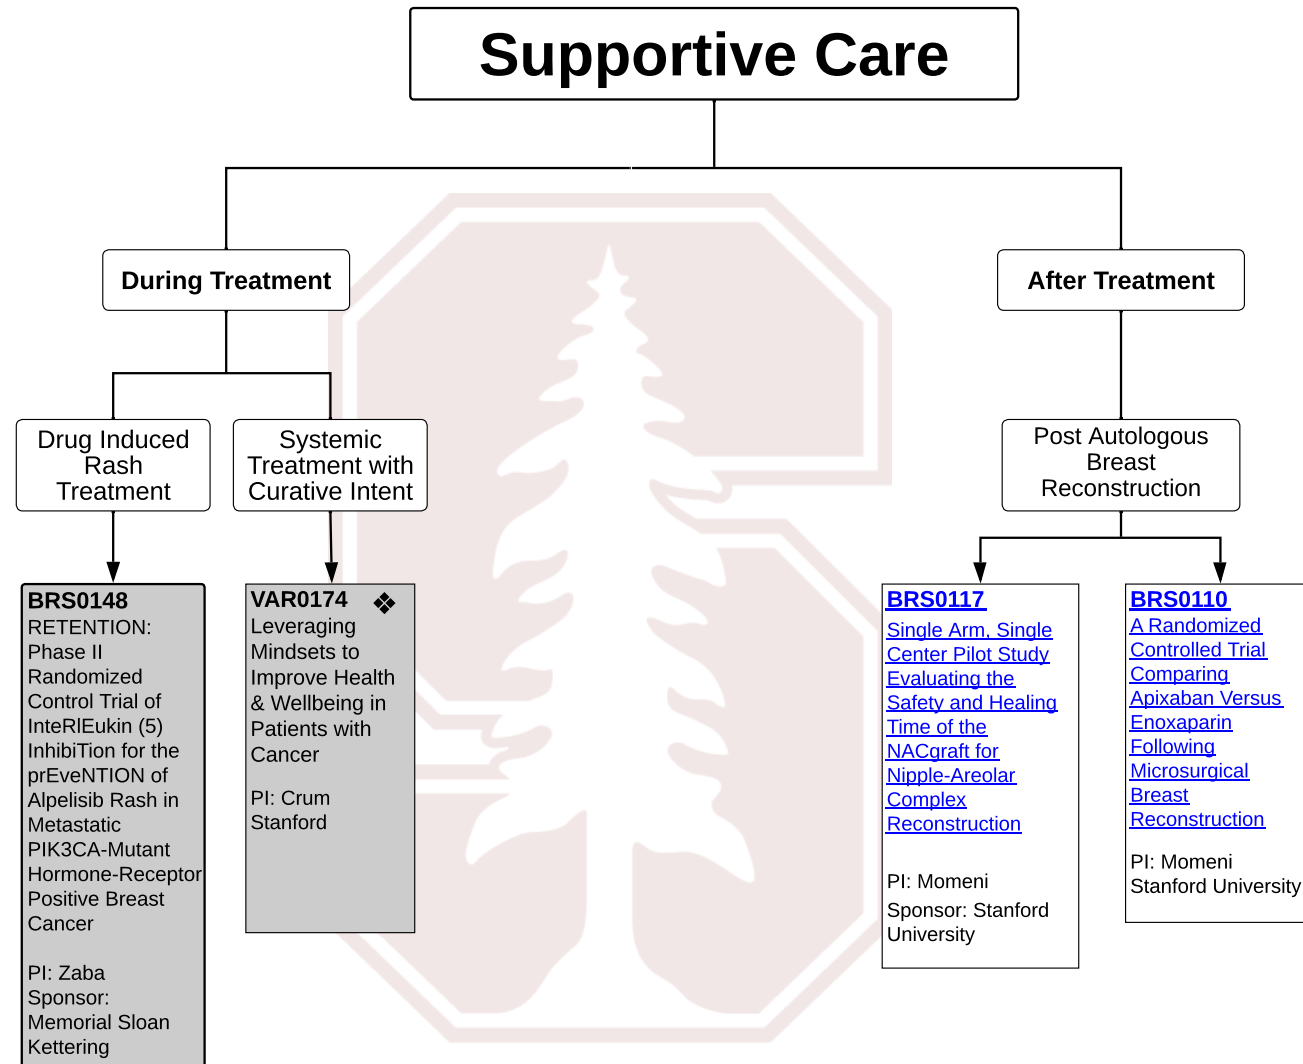 Supportive Care
During Treatment
After Treatment
Drug Induced
Rash
Treatment
Systemic
Treatment with
Curative Intent
Post Autologous
Breast
Reconstruction
BRS0148
RETENTION:
Phase II
Randomized
Control Trial of
InteRlEukin (5)
InhibiTion for the
prEveNTION of
Alpelisib Rash in
Metastatic
PIK3CA-Mutant
Hormone-Receptor
Positive Breast
Cancer
PI: Zaba
Sponsor:
Memorial Sloan
Kettering
VAR0174 ❖
Leveraging
Mindsets to
Improve Health
& Wellbeing in
Patients with
Cancer
PI: Crum
Stanford
BRS0117
Single Arm, Single
Center Pilot Study
Evaluating the
Safety and Healing
Time of the
NACgraft for
Nipple-Areolar
Complex
Reconstruction
PI: Momeni
Sponsor: Stanford
University
BRS0110
A Randomized
Controlled Trial
Comparing
Apixaban Versus
Enoxaparin
Following
Microsurgical
Breast
Reconstruction
PI: Momeni
Stanford University